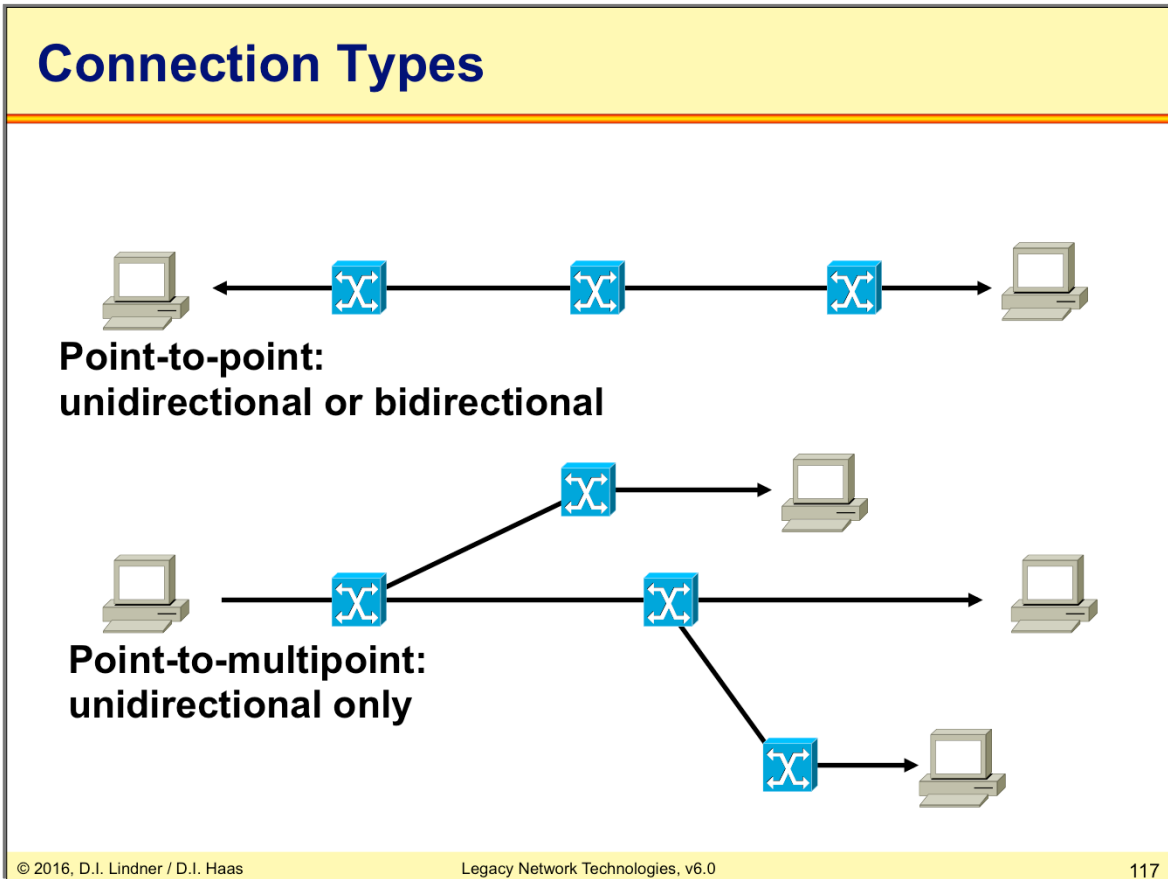 Connection Types
Point-to-point:
unidirectional or bidirectional
Point-to-multipoint:
unidirectional only
© 2016, D.I. Lindner / D.I. Haas
Legacy Network Technologies, v6.0
117